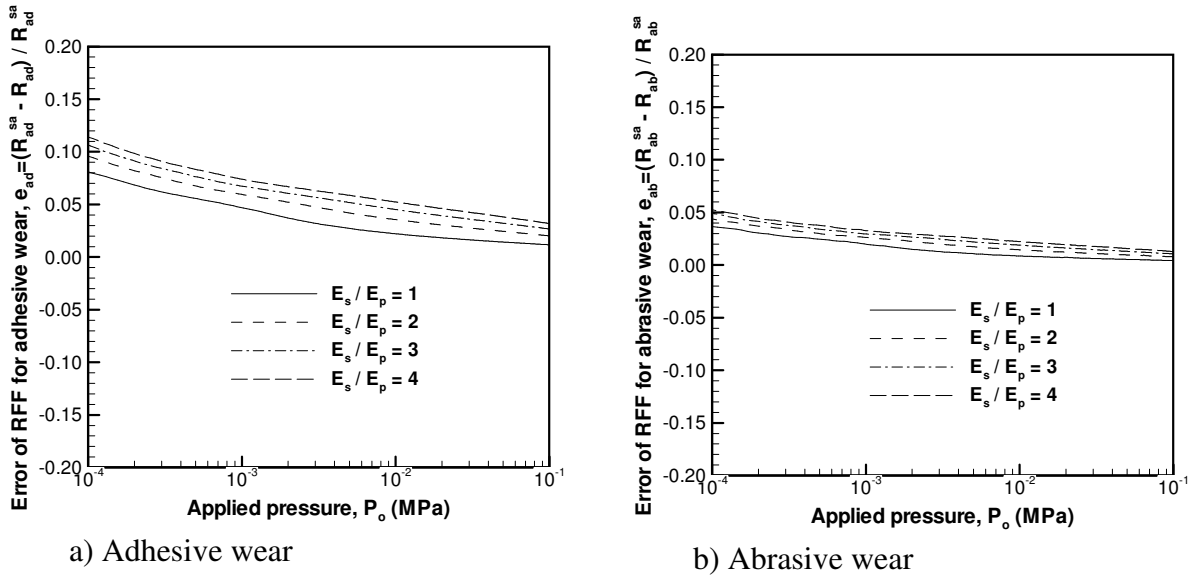 Error of RFF for adhesive wear, e_ad=(R_ad^sa - R_ad) / R_ad^sa
0.20
0.15
0.10
0.05
0.00
-0.05
-0.10
-0.15
-0.20
10^-4
10^-3
10^-2
10^-1
E_s / E_p = 1
E_s / E_p = 2
E_s / E_p = 3
E_s / E_p = 4
Applied pressure, P_o (MPa)
a) Adhesive wear
Error of RFF for abrasive wear, e_ab=(R_ab^sa - R_ab) / R_ab^sa
0.20
0.15
0.10
0.05
0.00
-0.05
-0.10
-0.15
-0.20
10^-4
10^-3
10^-2
10^-1
E_s / E_p = 1
E_s / E_p = 2
E_s / E_p = 3
E_s / E_p = 4
Applied pressure, P_o (MPa)
b) Abrasive wear